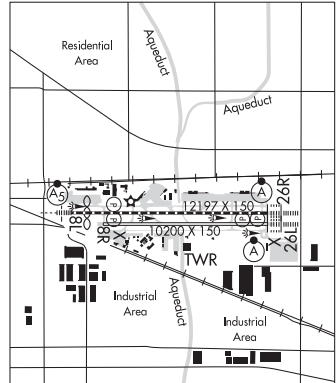 Residential
Area
Aqueduct
Aqueduct
A5
A
P
P
12197 X 150
26R
8L
8R
P
P
P
10200 X 150
A
26L
TWR
Industrial
Area
Aqueduct
Industrial
Area